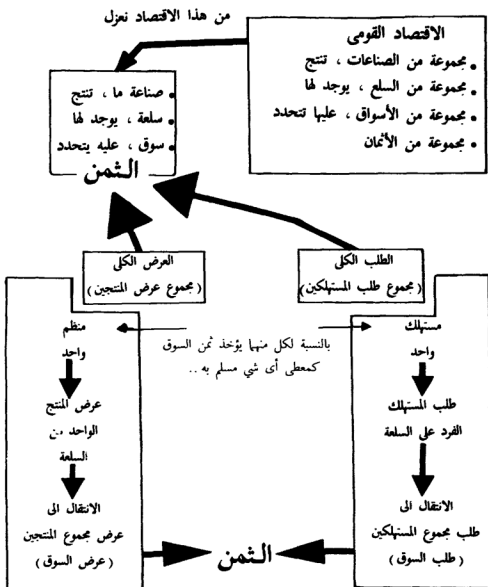 من هذا الاقتصاد نعزل
الاقتصاد القومى
• مجموعة من الصناعات ، تنتج
• مجموعة من السلع ، يوجد لها
• مجموعة من الأسواق ، عليها تتحدد
• مجموعة من الأثمان
• صناعة ما ، تنتج
• سلعة ، يوجد لها
• سوق ، عليه يتحدد
الثمن
الطلب الكلى
(مجموع طلب المستهلكين)
العرض الكلى
(مجموع عرض المنتجين)
مستهلك
واحد
طلب المستهلك
الفرد على السلعة
الانتقال الى
طلب مجموع المستهلكين
(طلب السوق)
بالنسبة لكل منهما يؤخذ ثمن السوق
كمعطى أى شي مسلم به ..
منظم
واحد
عرض المنتج
الواحد من
السلعة
الانتقال الى
عرض مجموع المنتجين
(عرض السوق)
الثمن